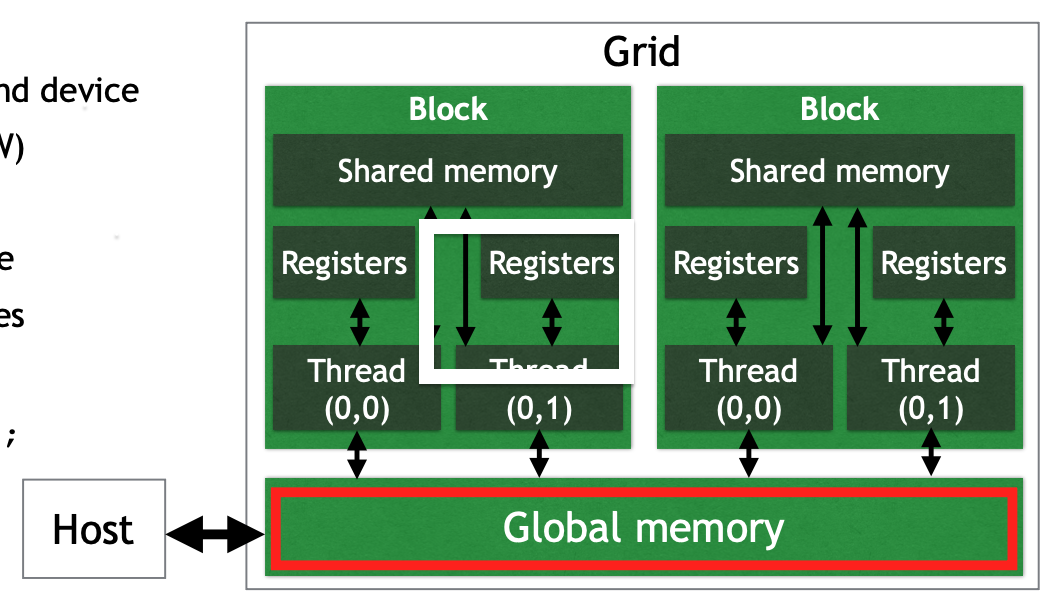 nd device
W)
e
es
;
Grid
Block
Shared memory
Registers
Registers
Thread
(0,0)
Thread
(0,1)
Block
Shared memory
Registers
Registers
Thread
(0,0)
Thread
(0,1)
Host
Global memory